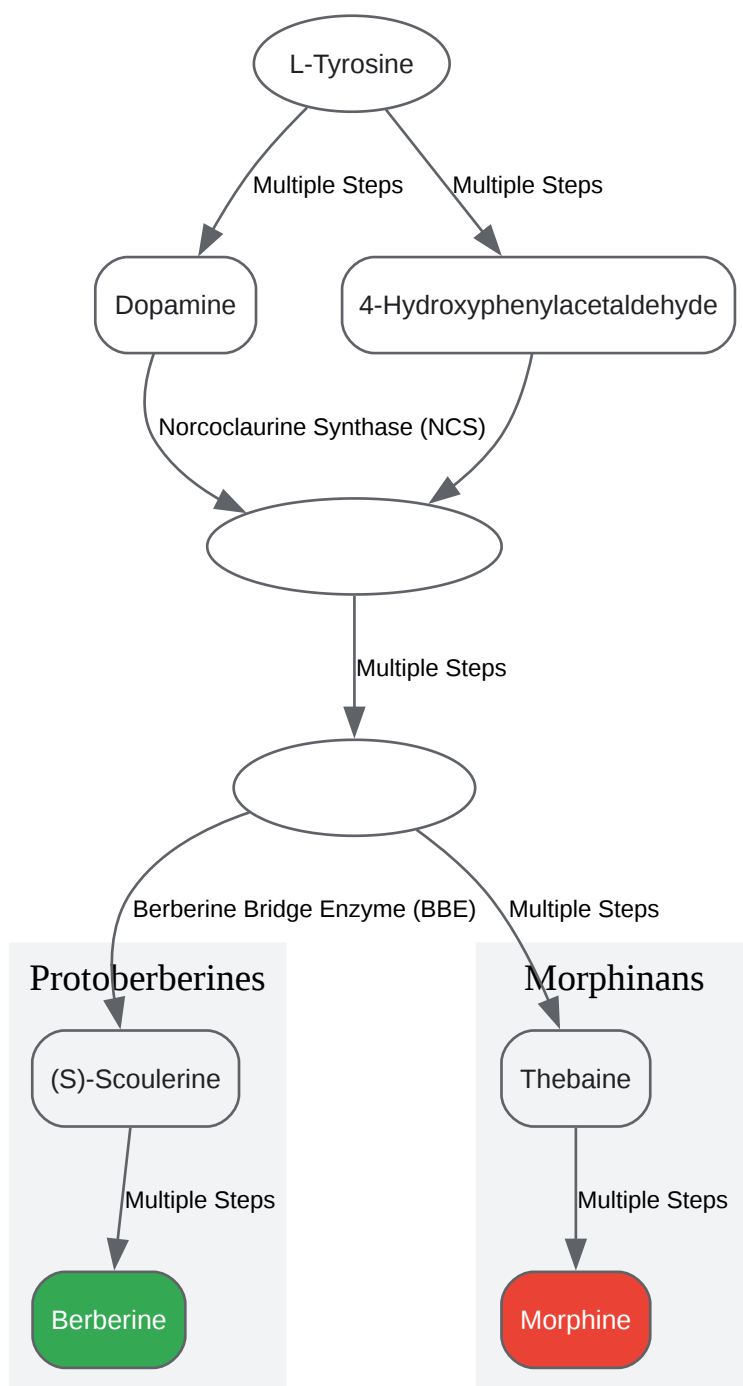 L-Tyrosine
Multiple Steps
Multiple Steps
Dopamine
4-Hydroxyphenylacetaldehyde
Norcoclaurine Synthase (NCS)
Multiple Steps
Berberine Bridge Enzyme (BBE)
Multiple Steps
Protoberberines
Morphinans
(S)-Scoulerine
Thebaine
Multiple Steps
Multiple Steps
Berberine
Morphine